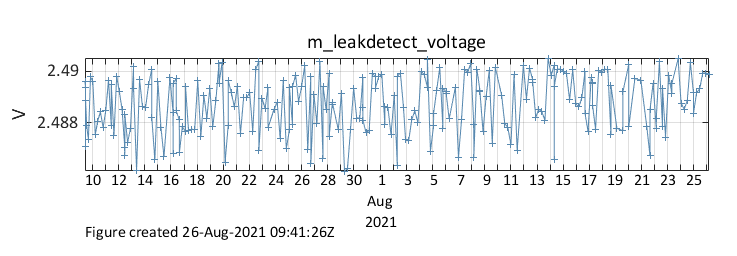 m_leakdetect_voltage
2.49
2.488
V
10 12 14 16 18 20 22 24 26 28 30 1 3 5 7 9 11 13 15 17 19 21 23 25
Aug
2021
Figure created 26-Aug-2021 09:41:26Z